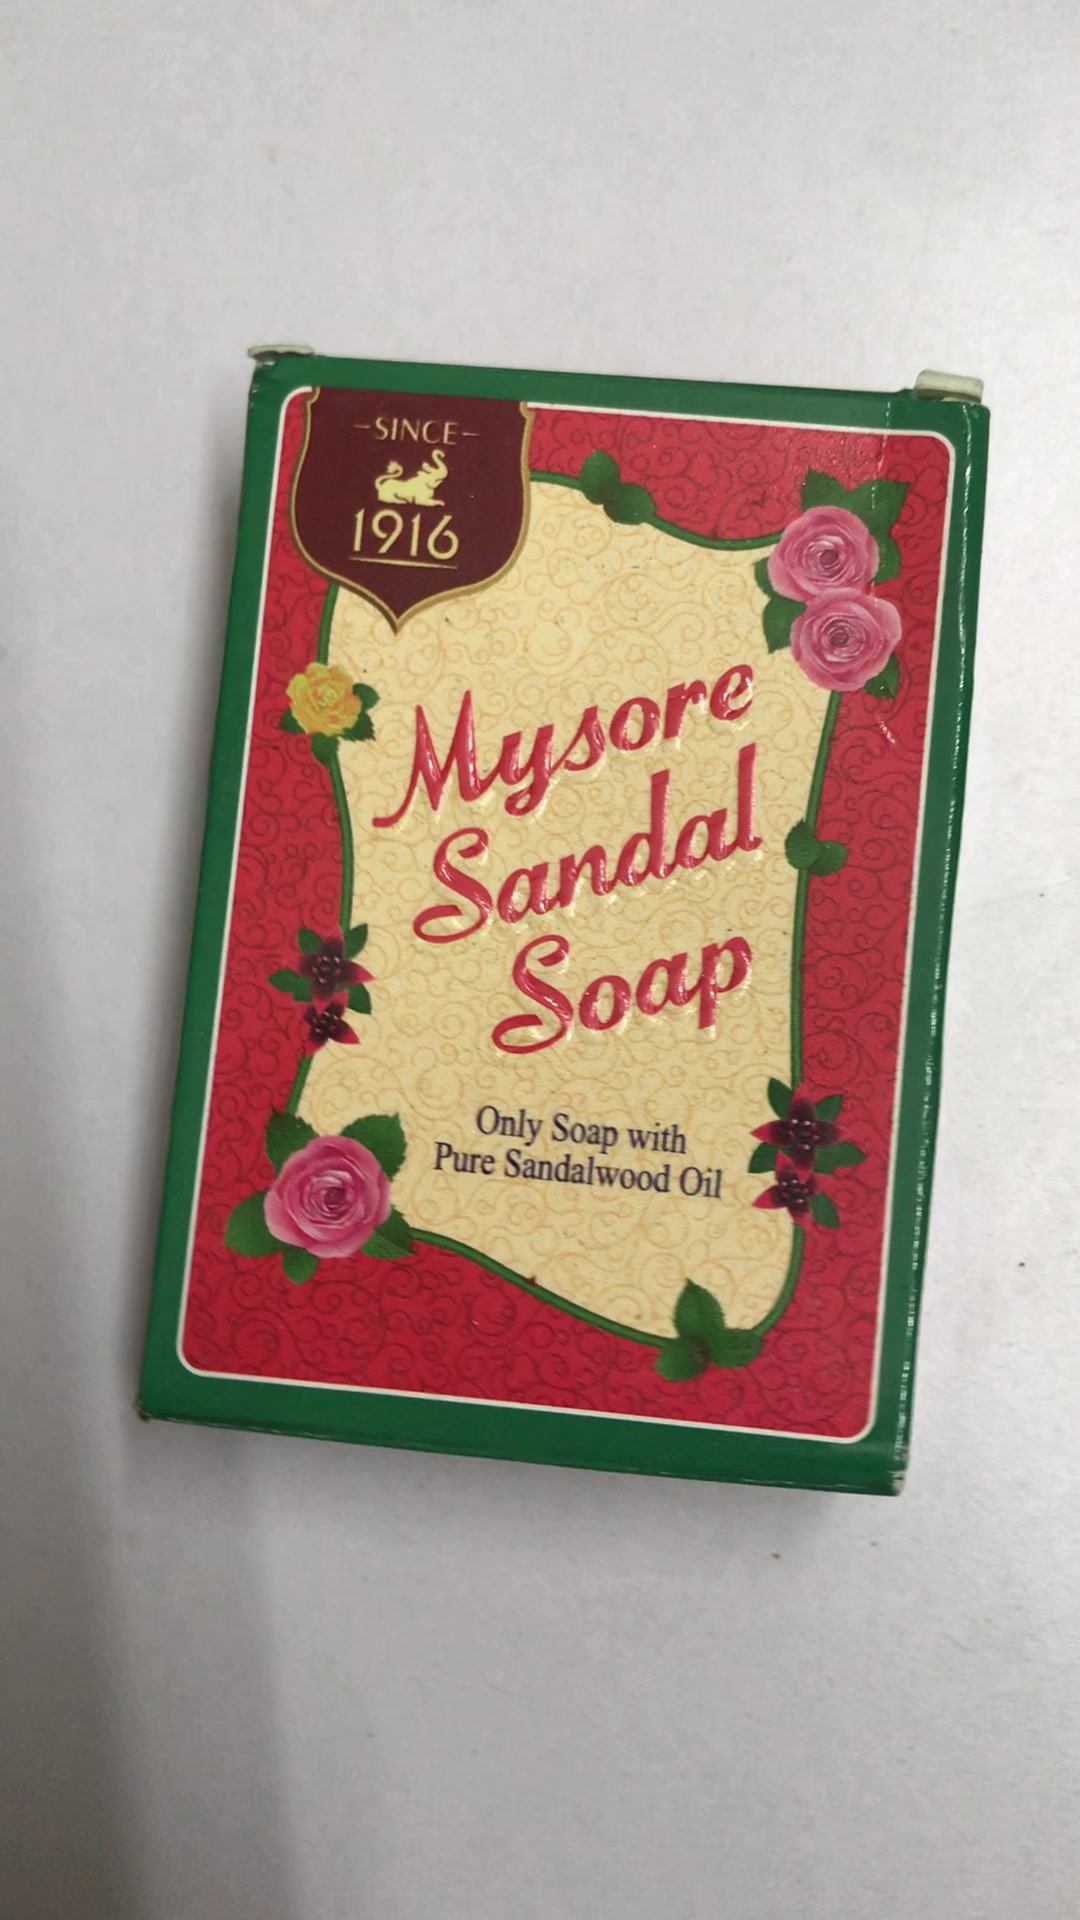 -SINCE-
1916
Mysore
Sandal
Soap
Only Soap with
Pure Sandalwood Oil